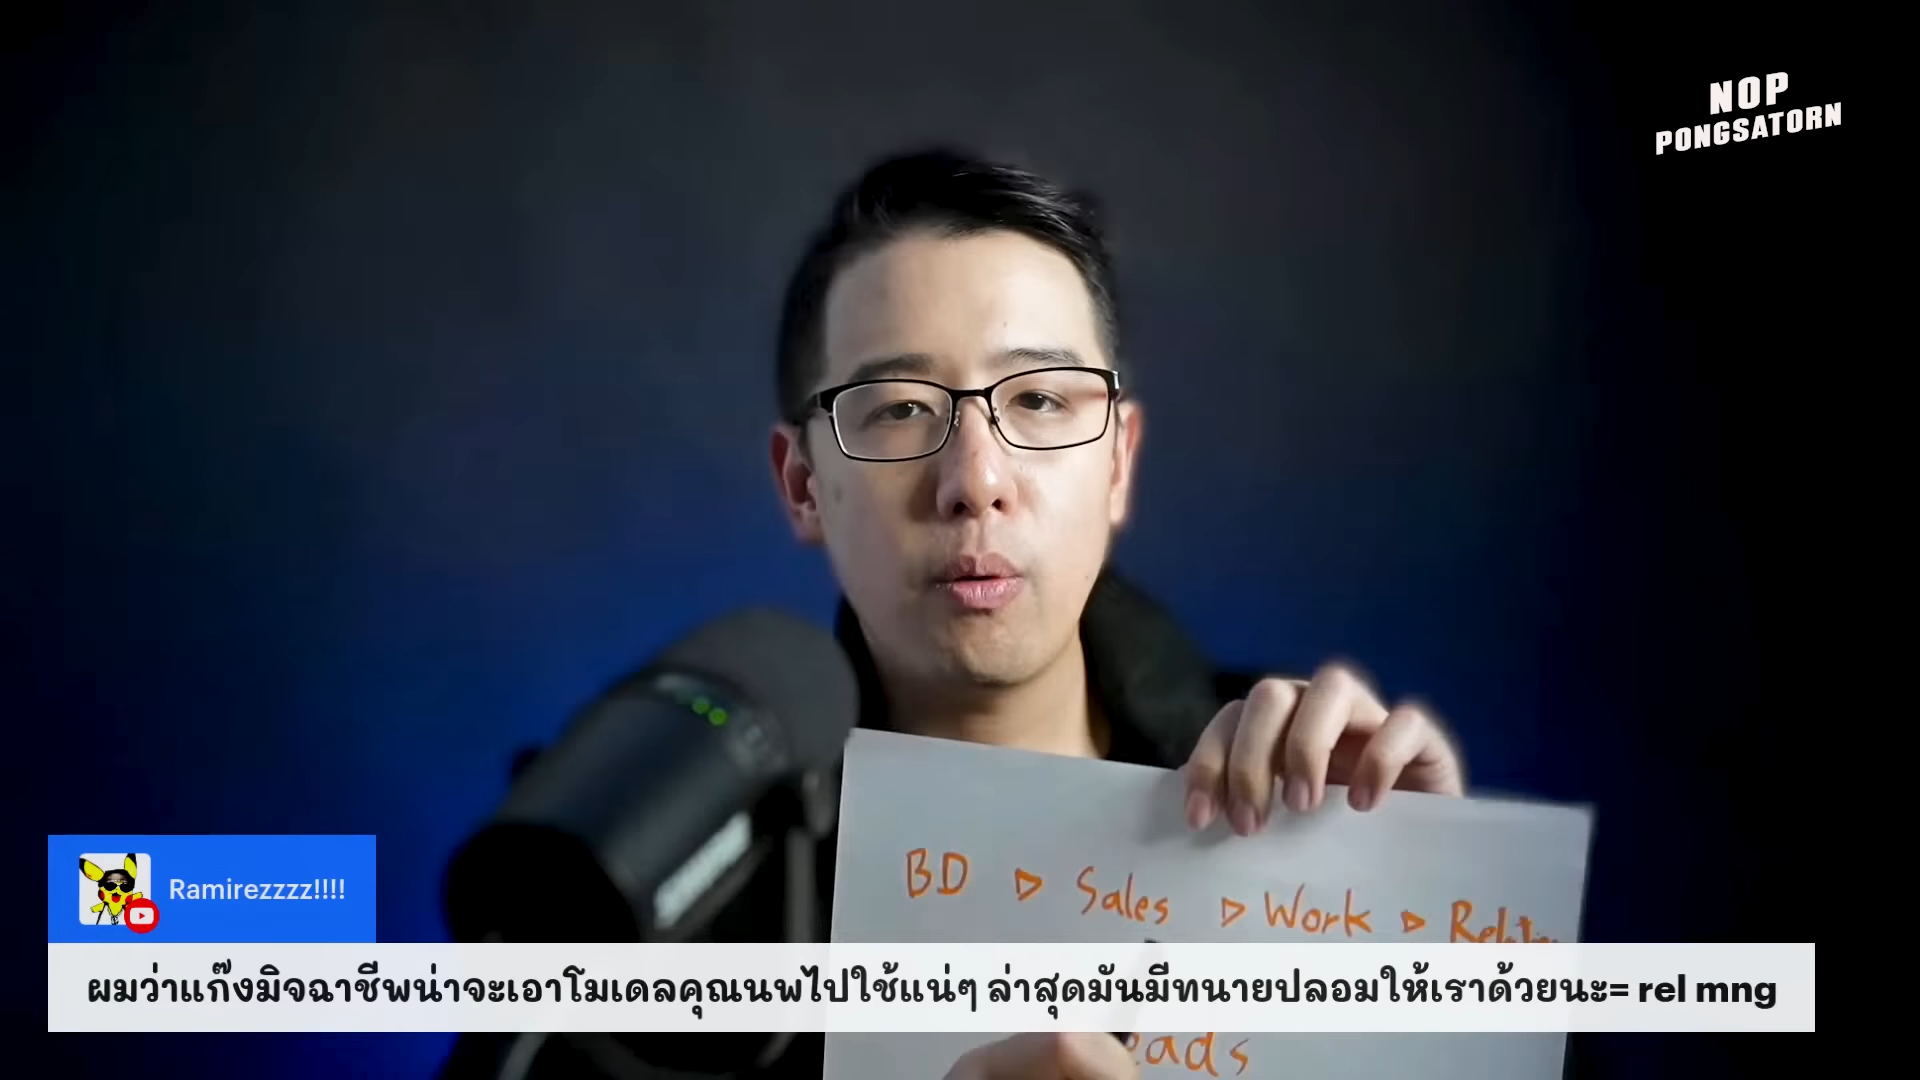 NOP
PONGSATORN
BD ▷ Sales ▷ Work ▷
Ramirezzzz!!!!
ผมว่าแก๊งมิจฉาชีพน่าจะเอาโมเดลคุณนพไปใช้แน่ๆ ล่าสุดมันมีทนายปลอมให้เราด้วยนะ= rel mng